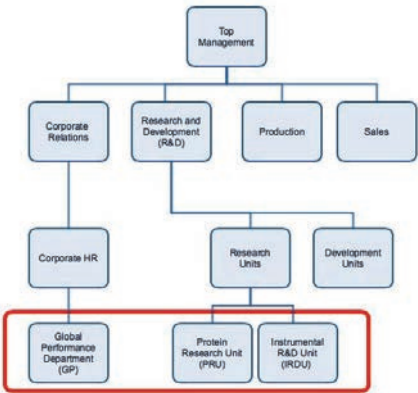 Top
Management
Corporate
Relations
Research and
Development
(R&D)
Production
Sales
Corporate HR
Research
Units
Development
Units
Global
Performance
Department
(GP)
Protein
Research Unit
(PRU)
Instrumental
R&D Unit
(IRDU)